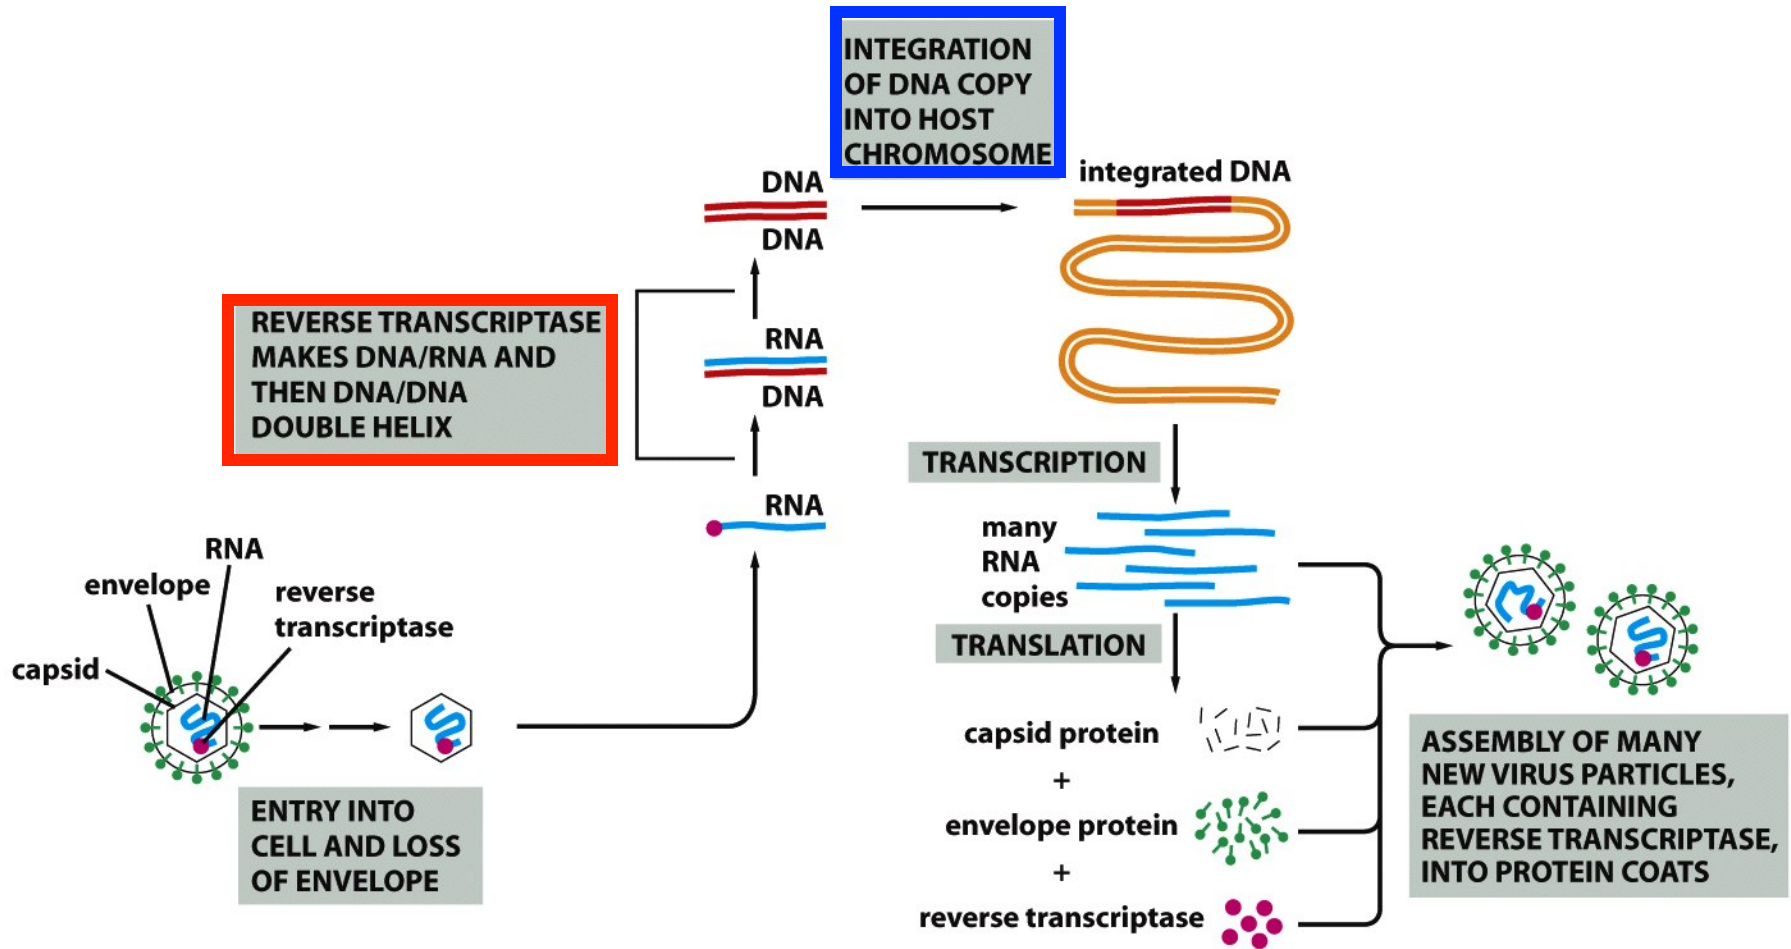 INTEGRATION
OF DNA COPY
INTO HOST
CHROMOSOME
integrated DNA
DNA
DNA
REVERSE TRANSCRIPTASE
MAKES DNA/RNA AND
THEN DNA/DNA
DOUBLE HELIX
RNA
DNA
RNA
RNA
envelope
reverse
transcriptase
capsid
ENTRY INTO
CELL AND LOSS
OF ENVELOPE
TRANSCRIPTION
many
RNA
copies
TRANSLATION
capsid protein
+
envelope protein
+
reverse transcriptase
ASSEMBLY OF MANY
NEW VIRUS PARTICLES,
EACH CONTAINING
REVERSE TRANSCRIPTASE,
INTO PROTEIN COATS